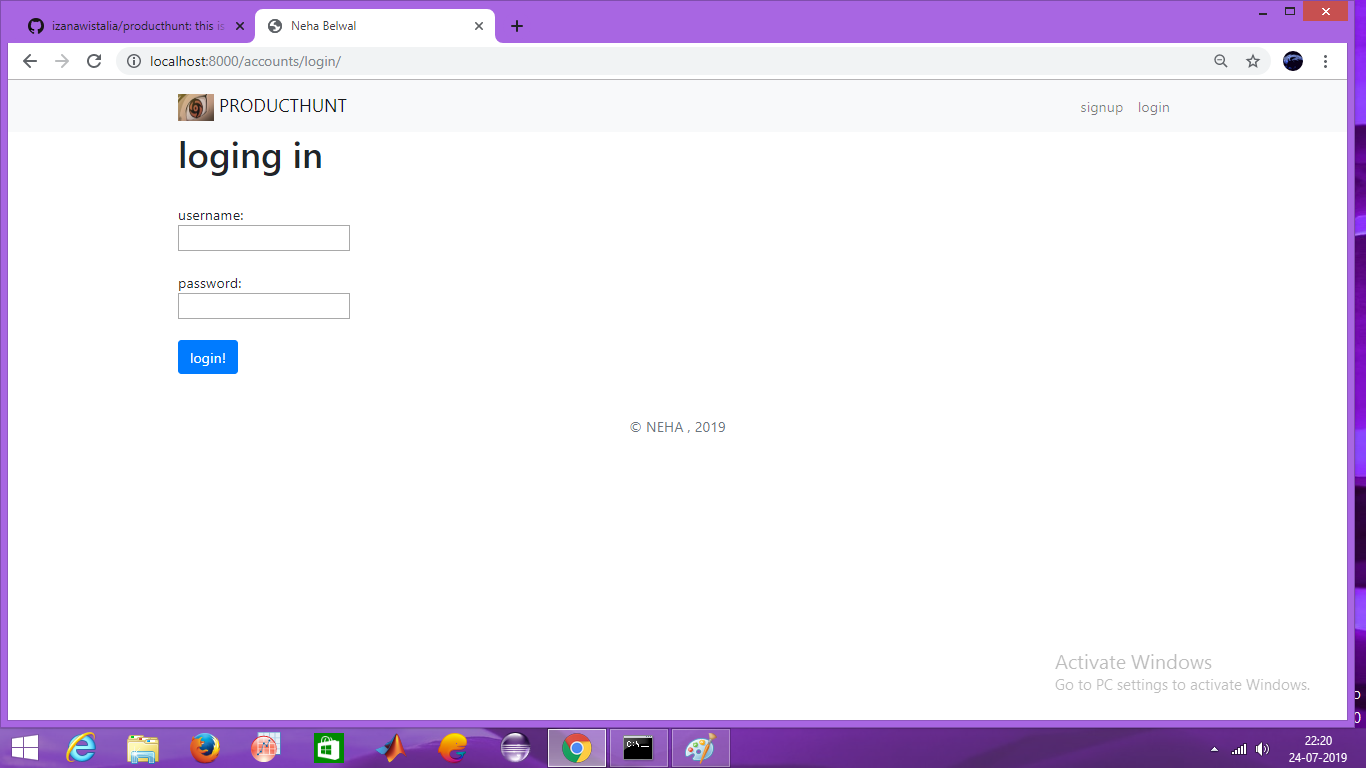 izanawistalia/producthunt: this is
Neha Belwal
localhost:8000/accounts/login/
PRODUCTHUNT
signup
login
loging in
username:
password:
login!
© NEHA , 2019
Activate Windows
Go to PC settings to activate Windows.
22:20
24-07-2019